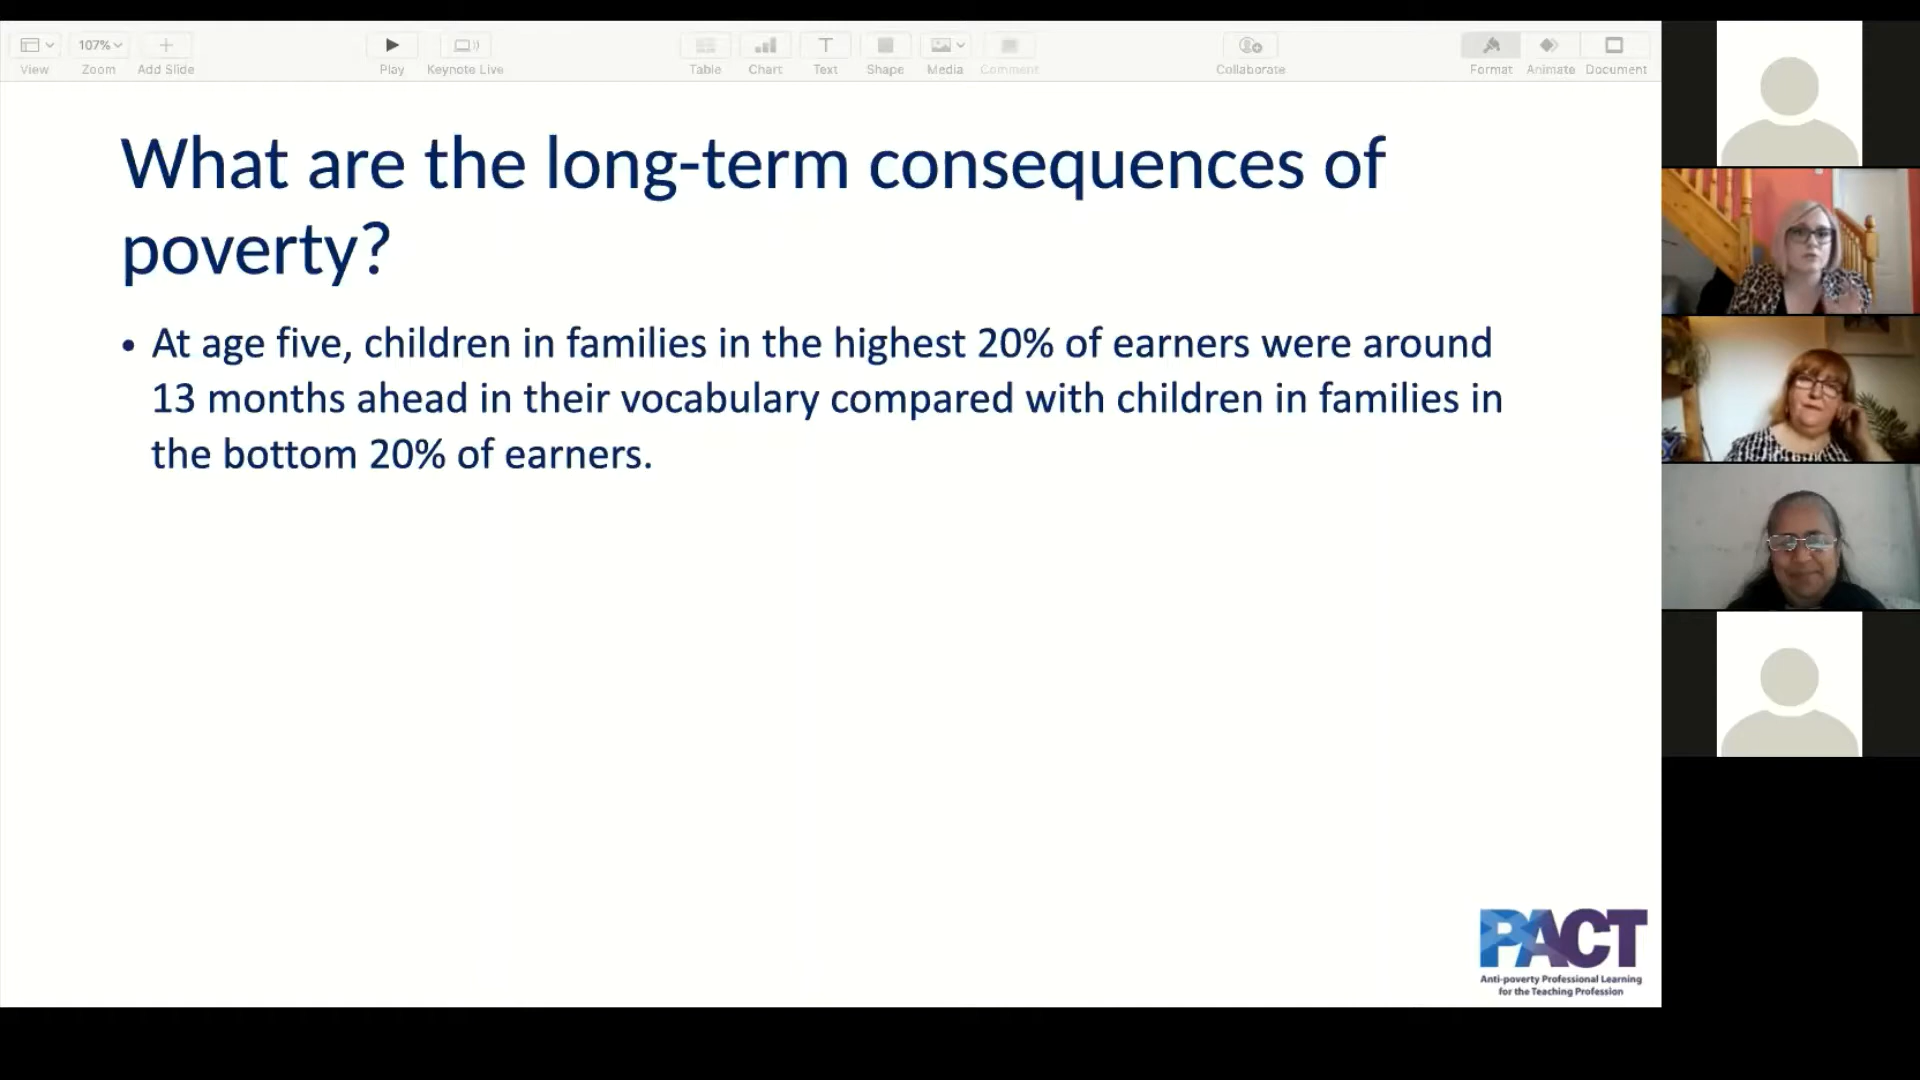 107%
View
Zoom
Add Slide
Play
Keynote Live
Table
Chart
Text
Shape
Media
Comment
Collaborate
Format
Animate
Document
What are the long-term consequences of
poverty?
• At age five, children in families in the highest 20% of earners were around
13 months ahead in their vocabulary compared with children in families in
the bottom 20% of earners.
PACT
Anti-poverty Professional Learning
for the Teaching Profession